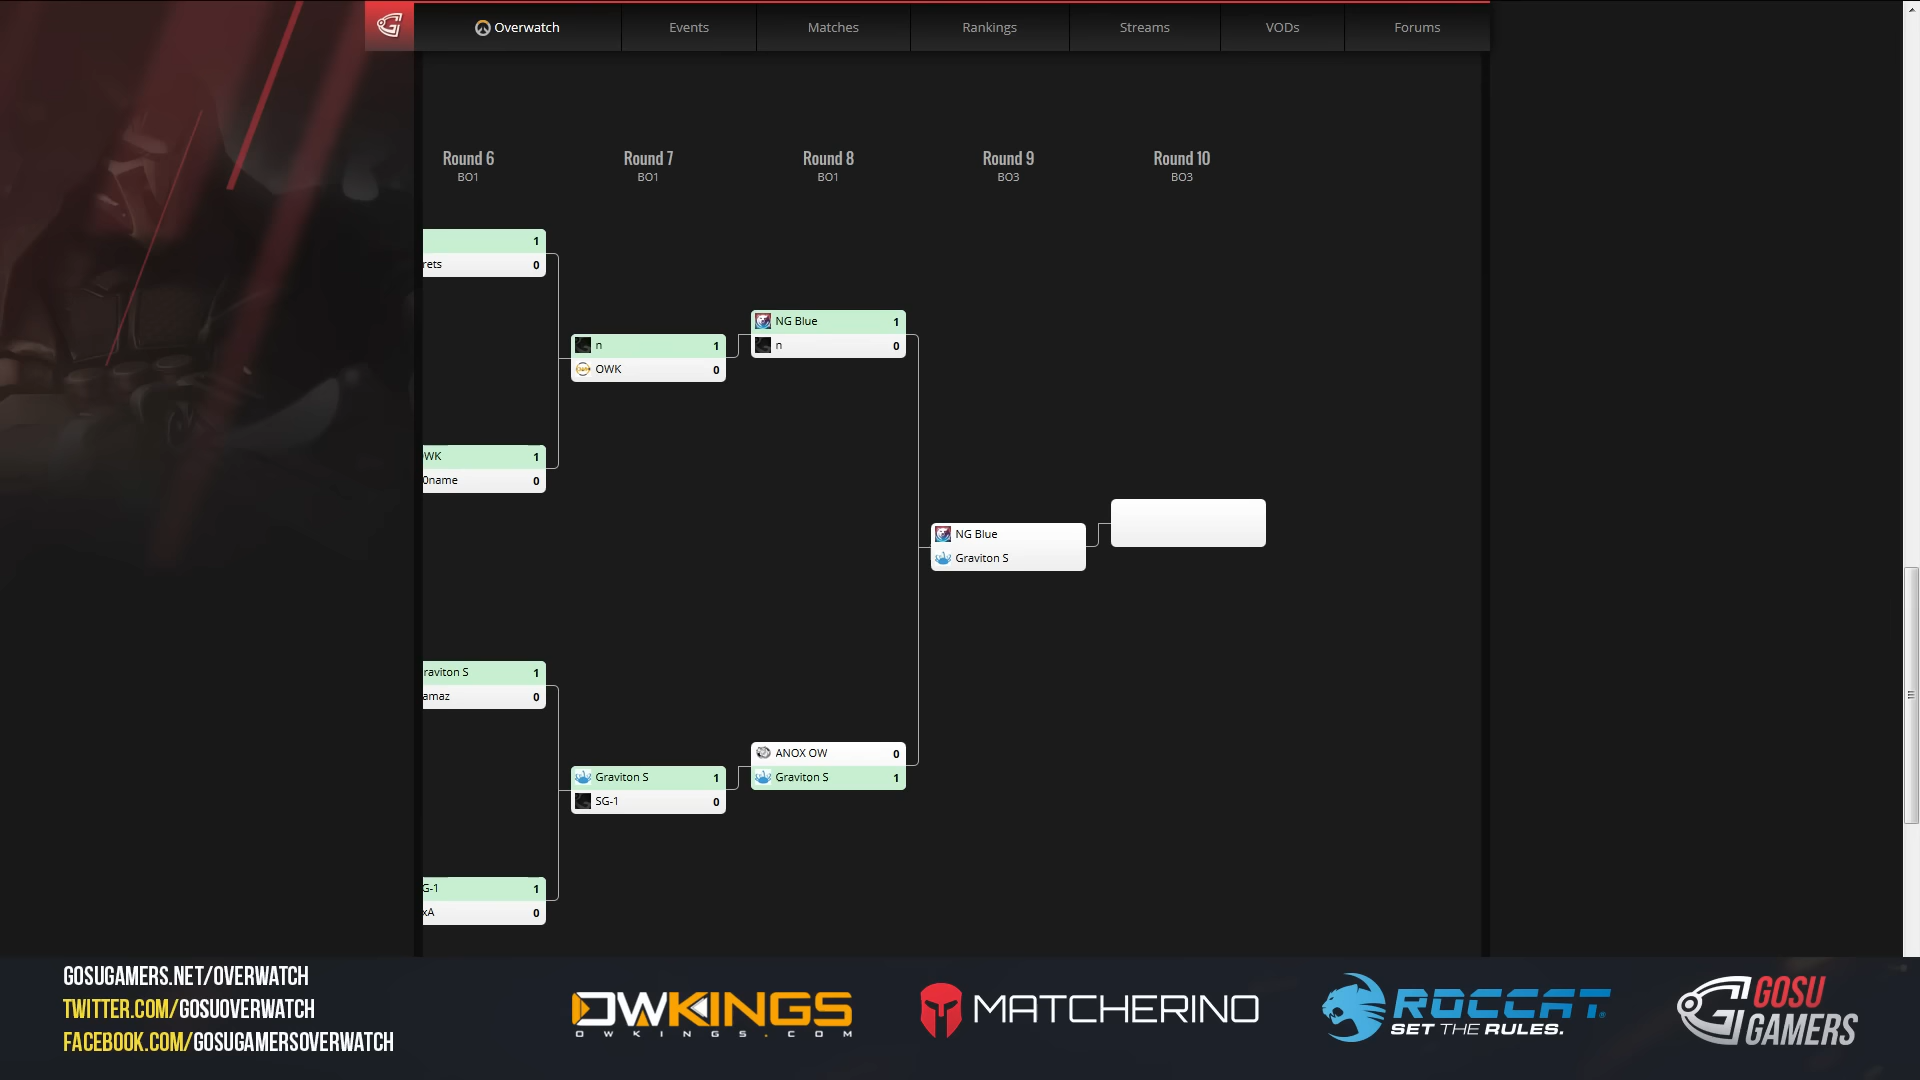 Overwatch
Events
Matches
Rankings
Streams
VODs
Forums
Round 6
BO1
Round 7
BO1
Round 8
BO1
Round 9
BO3
Round 10
BO3
1
rets 0
WK 1
0name 0
raviton S 1
amaz 0
G-1 1
xA 0
n 1
OWK 0
Graviton S 1
SG-1 0
NG Blue 1
n 0
ANOX OW 0
Graviton S 1
NG Blue
Graviton S
GOSUGAMERS.NET/OVERWATCH
TWITTER.COM/GOSUOVERWATCH
FACEBOOK.COM/GOSUGAMERSOVERWATCH
OWKINGS
OWKINGS.COM
MATCHERINO
ROCCAT
SET THE RULES.
GOSU
GAMERS